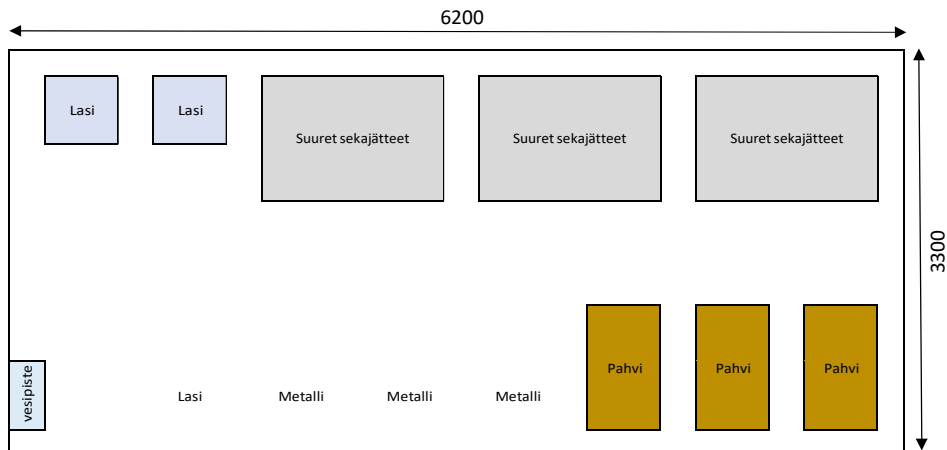 6200
Lasi
Lasi
Suuret sekajätteet
Suuret sekajätteet
Suuret sekajätteet
3300
vesipiste
Lasi
Metalli
Metalli
Metalli
Pahvi
Pahvi
Pahvi